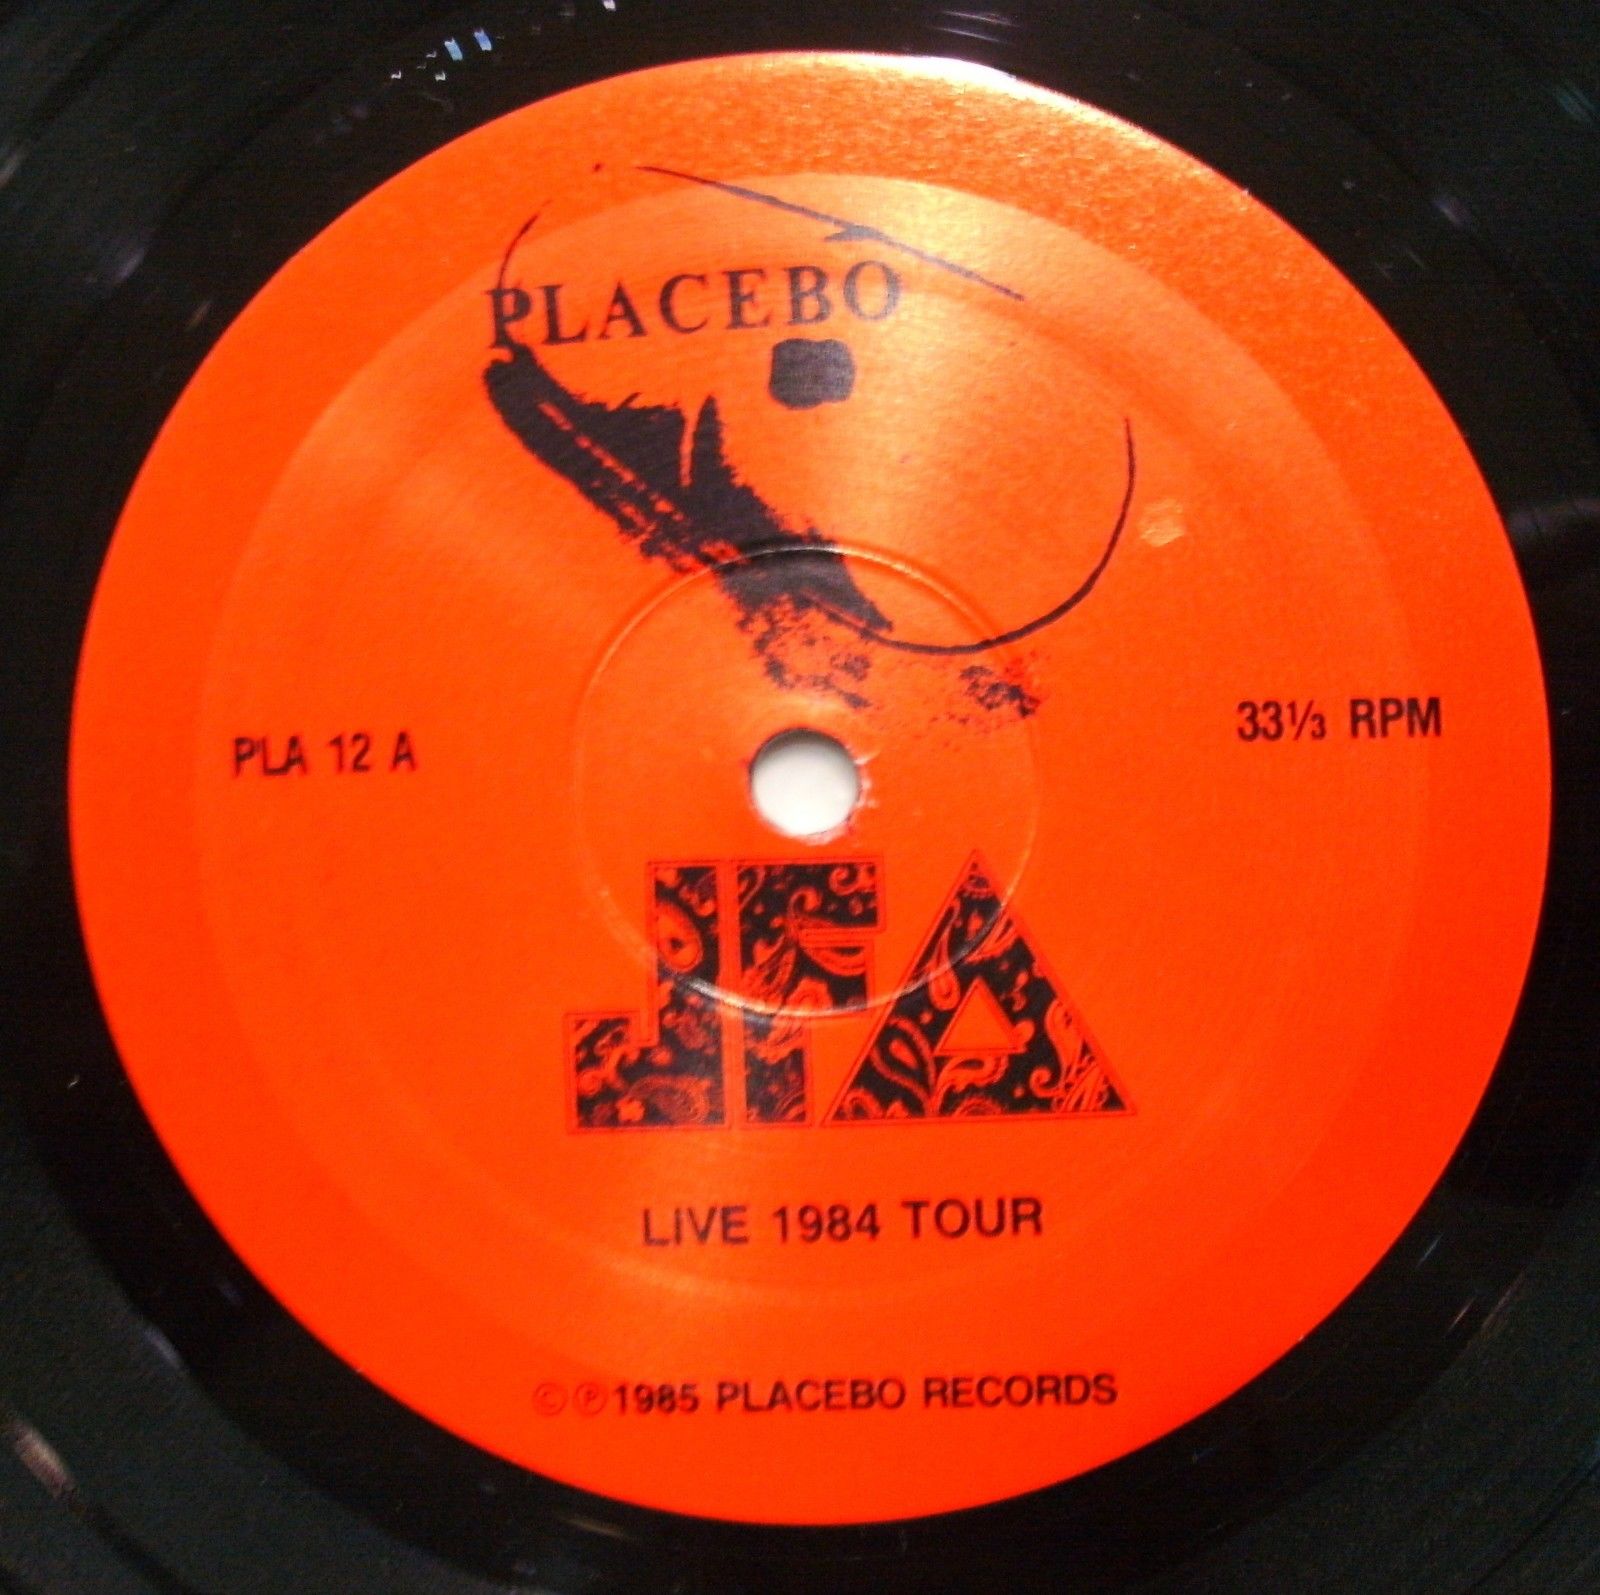 PLACEBO
PLA 12 A
33⅓ RPM
JFA
LIVE 1984 TOUR
©℗1985 PLACEBO RECORDS